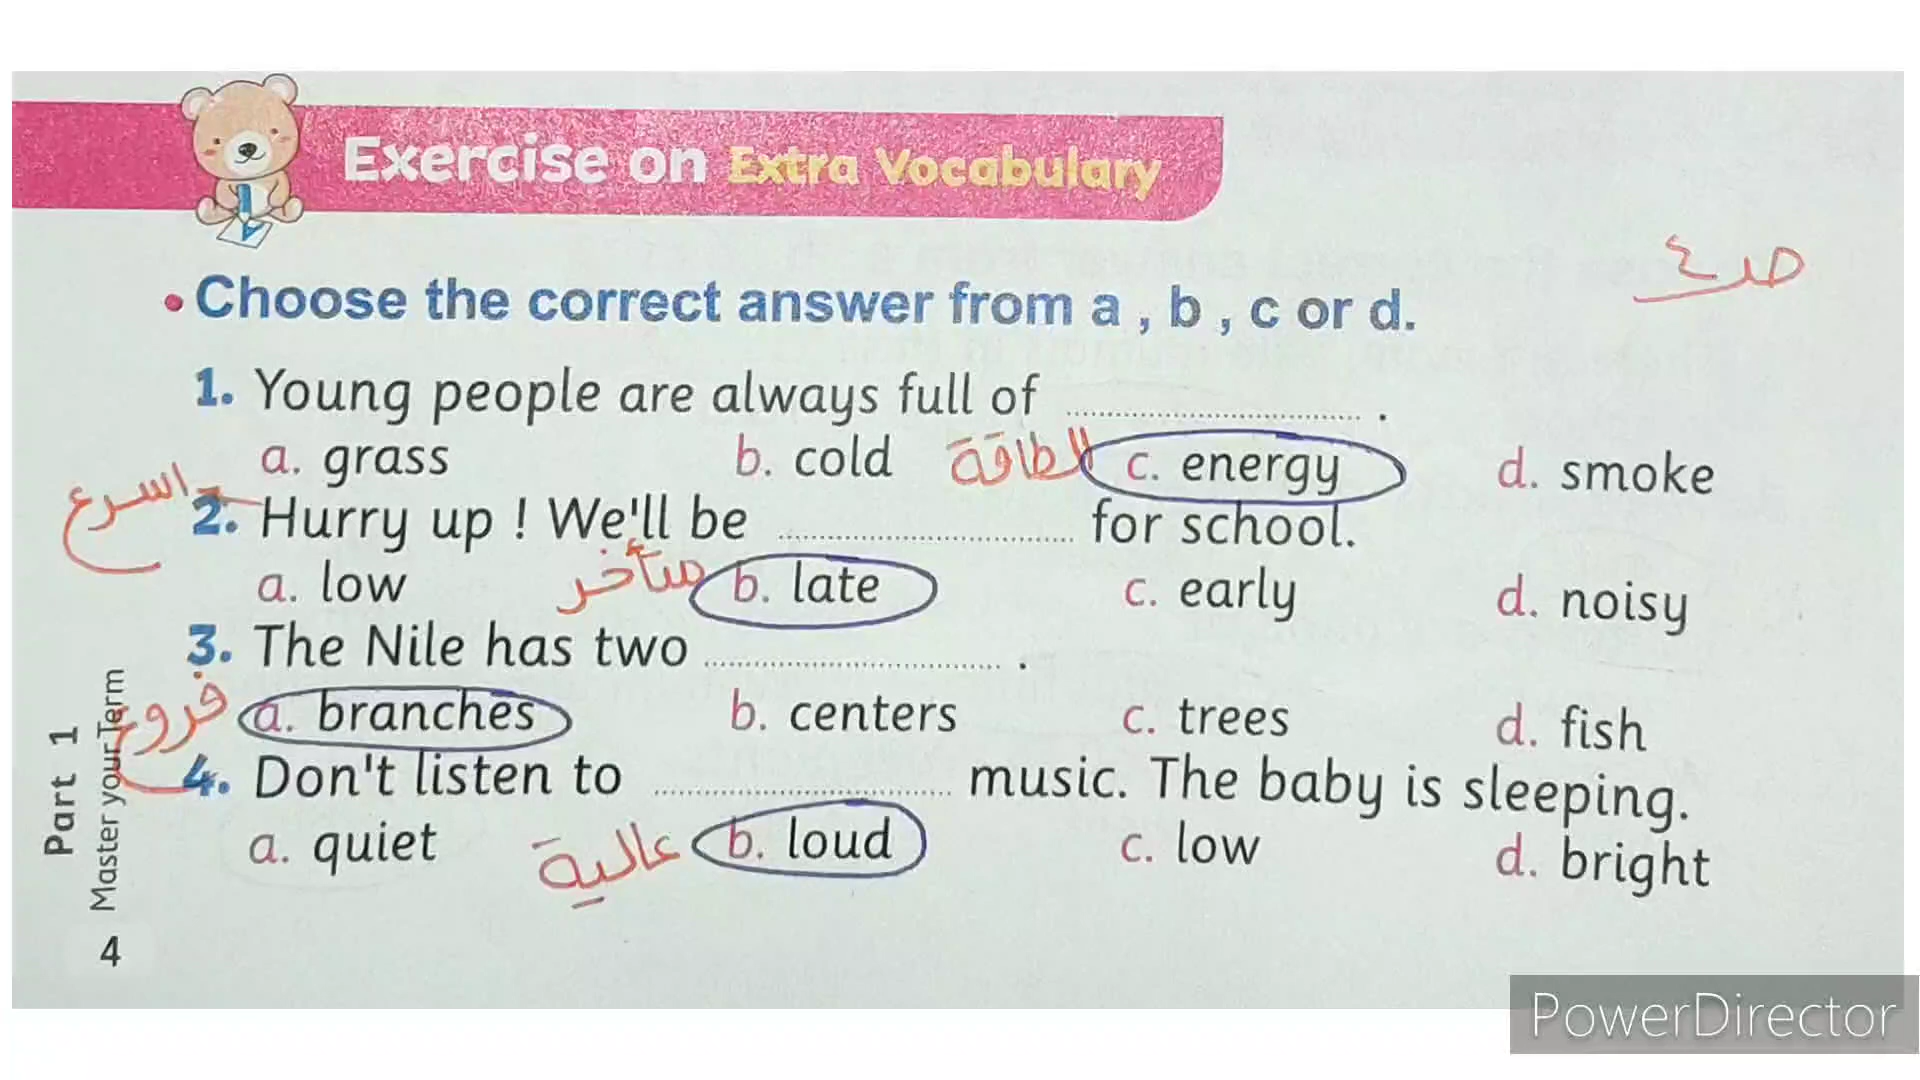 Exercise on Extra Vocabulary
صـ ٤
• Choose the correct answer from a , b , c or d.
1. Young people are always full of .................... .
a. grass b. cold الطاقة c. energy d. smoke
اسرع
2. Hurry up ! We'll be .................... for school.
a. low متأخر b. late c. early d. noisy
3. The Nile has two .................... .
فروع a. branches b. centers c. trees d. fish
4. Don't listen to .................... music. The baby is sleeping.
a. quiet عالية b. loud c. low d. bright
Part 1
Master your Term
4
PowerDirector